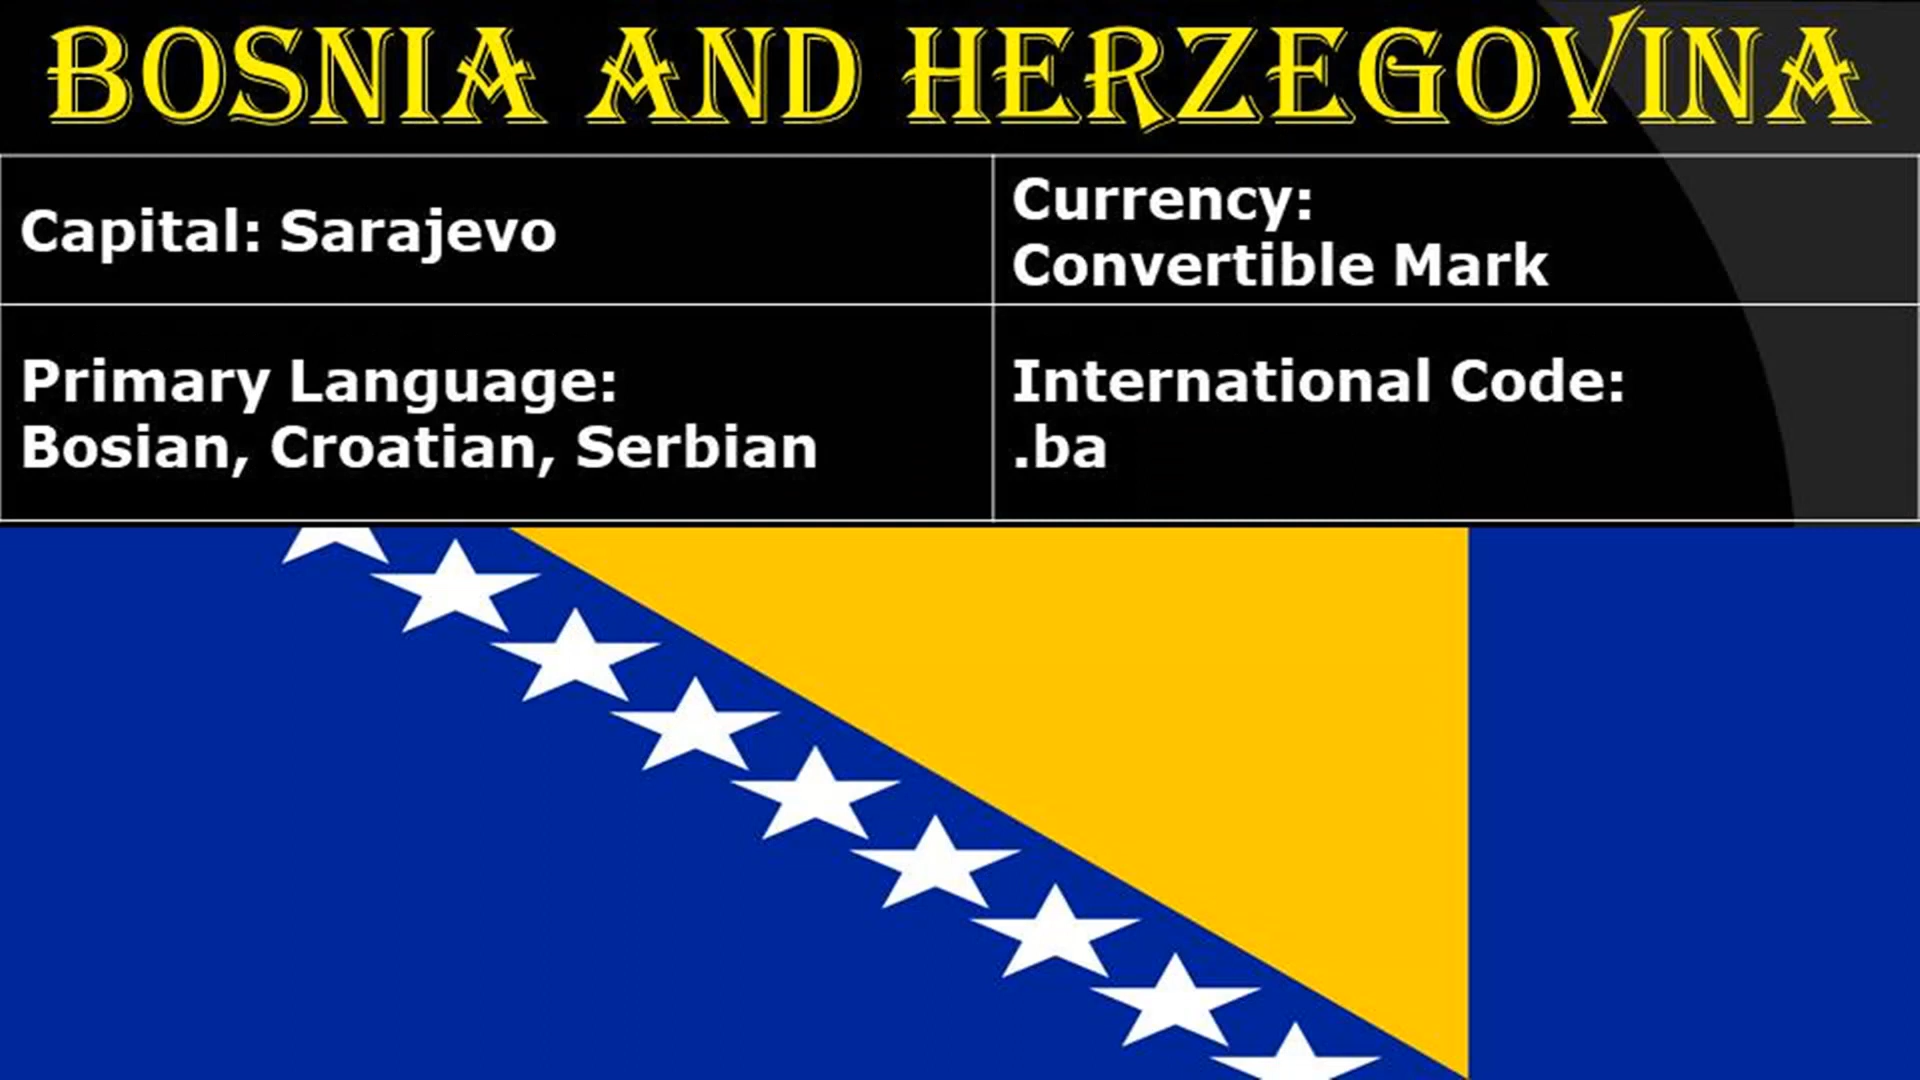 BOSNIA AND HERZEGOVINA
Capital: Sarajevo
Currency:
Convertible Mark
Primary Language:
Bosian, Croatian, Serbian
International Code:
.ba